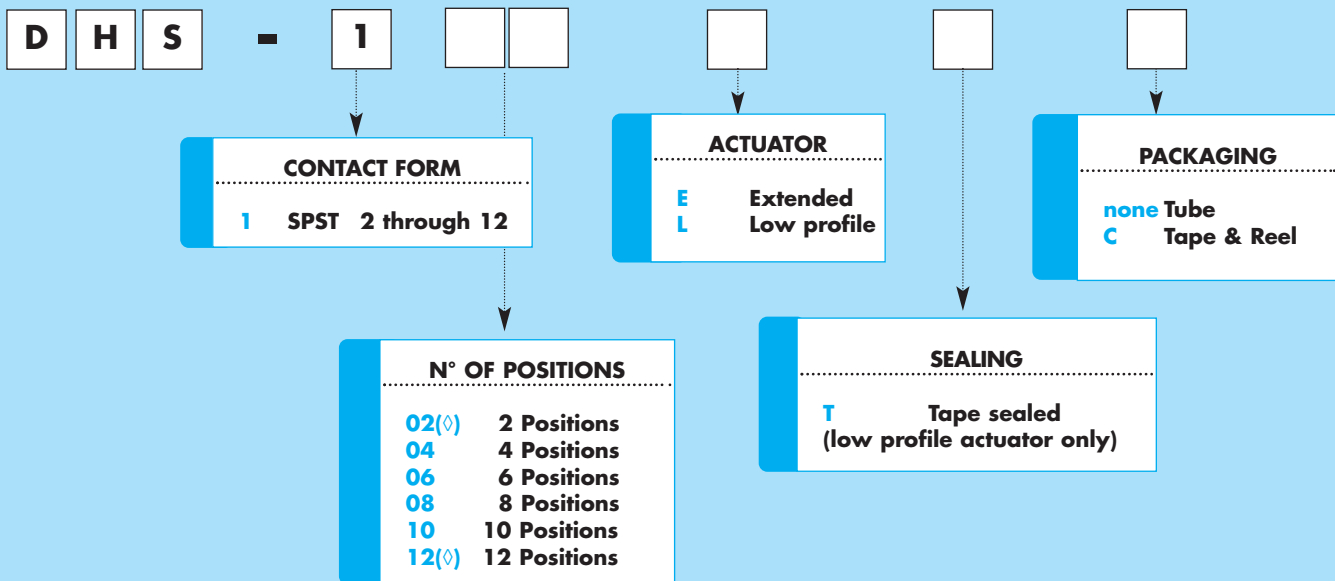 D H S - 1
CONTACT FORM
1 SPST 2 through 12
N° OF POSITIONS
02(◊) 2 Positions
04 4 Positions
06 6 Positions
08 8 Positions
10 10 Positions
12(◊) 12 Positions
ACTUATOR
E Extended
L Low profile
SEALING
T Tape sealed
(low profile actuator only)
PACKAGING
none Tube
C Tape & Reel